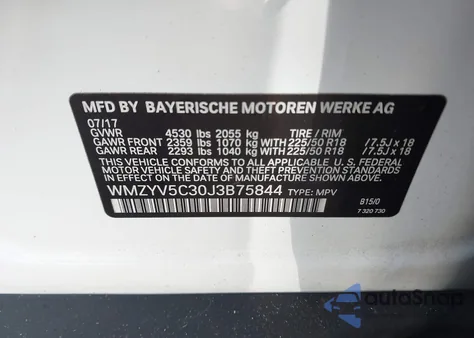 MFD BY BAYERISCHE MOTOREN WERKE AG
07/17
GVWR 4530 lbs 2055 kg TIRE / RIM
GAWR FRONT 2359 lbs 1070 kg WITH 225/50 R18 /7.5J x 18
GAWR REAR 2293 lbs 1040 kg WITH 225/50 R18 /7.5J x 18
THIS VEHICLE CONFORMS TO ALL APPLICABLE U.S. FEDERAL
MOTOR VEHICLE SAFETY, BUMPER, AND THEFT PREVENTION
STANDARDS IN EFFECT ON THE DATE OF MANUFACTURE SHOWN ABOVE.
WMZYV5C30J3B75844 TYPE: MPV
B15/0
7 320 730
autoSnap